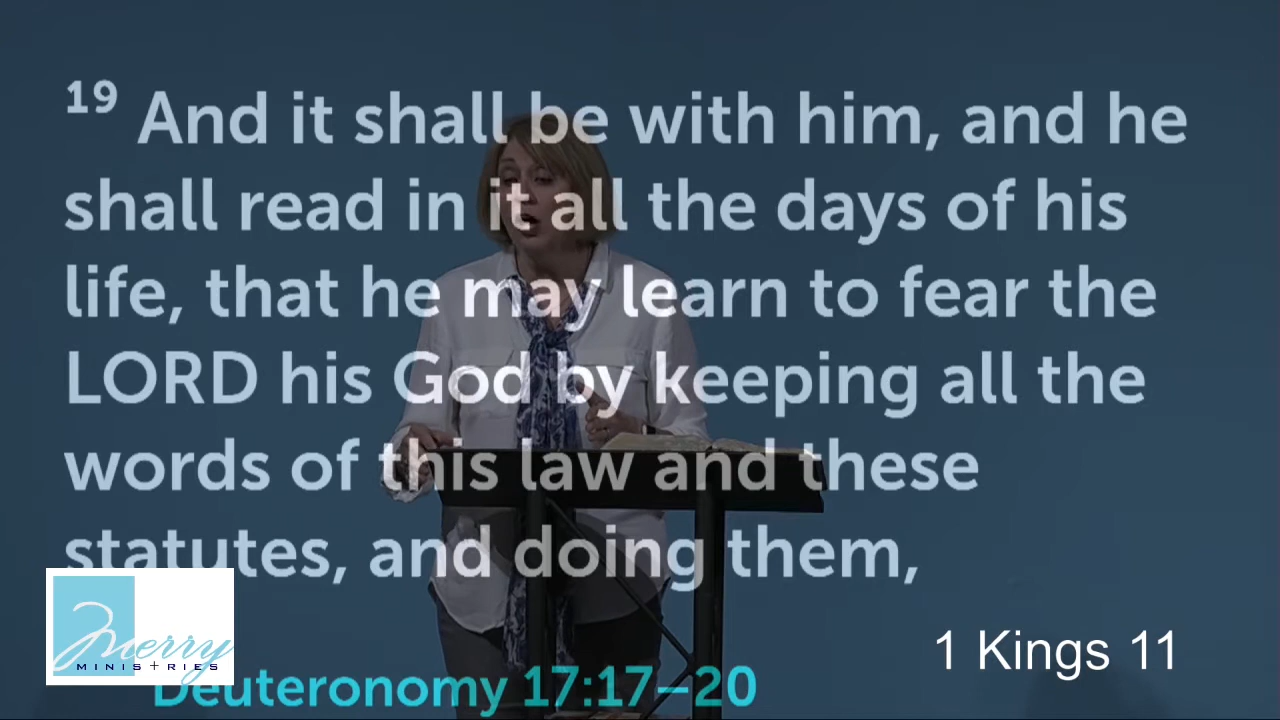 19 And it shall be with him, and he
shall read in it all the days of his
life, that he may learn to fear the
LORD his God by keeping all the
words of this law and these
statutes, and doing them,
Merry
MINISTRIES
1 Kings 11
Deuteronomy 17:17–20